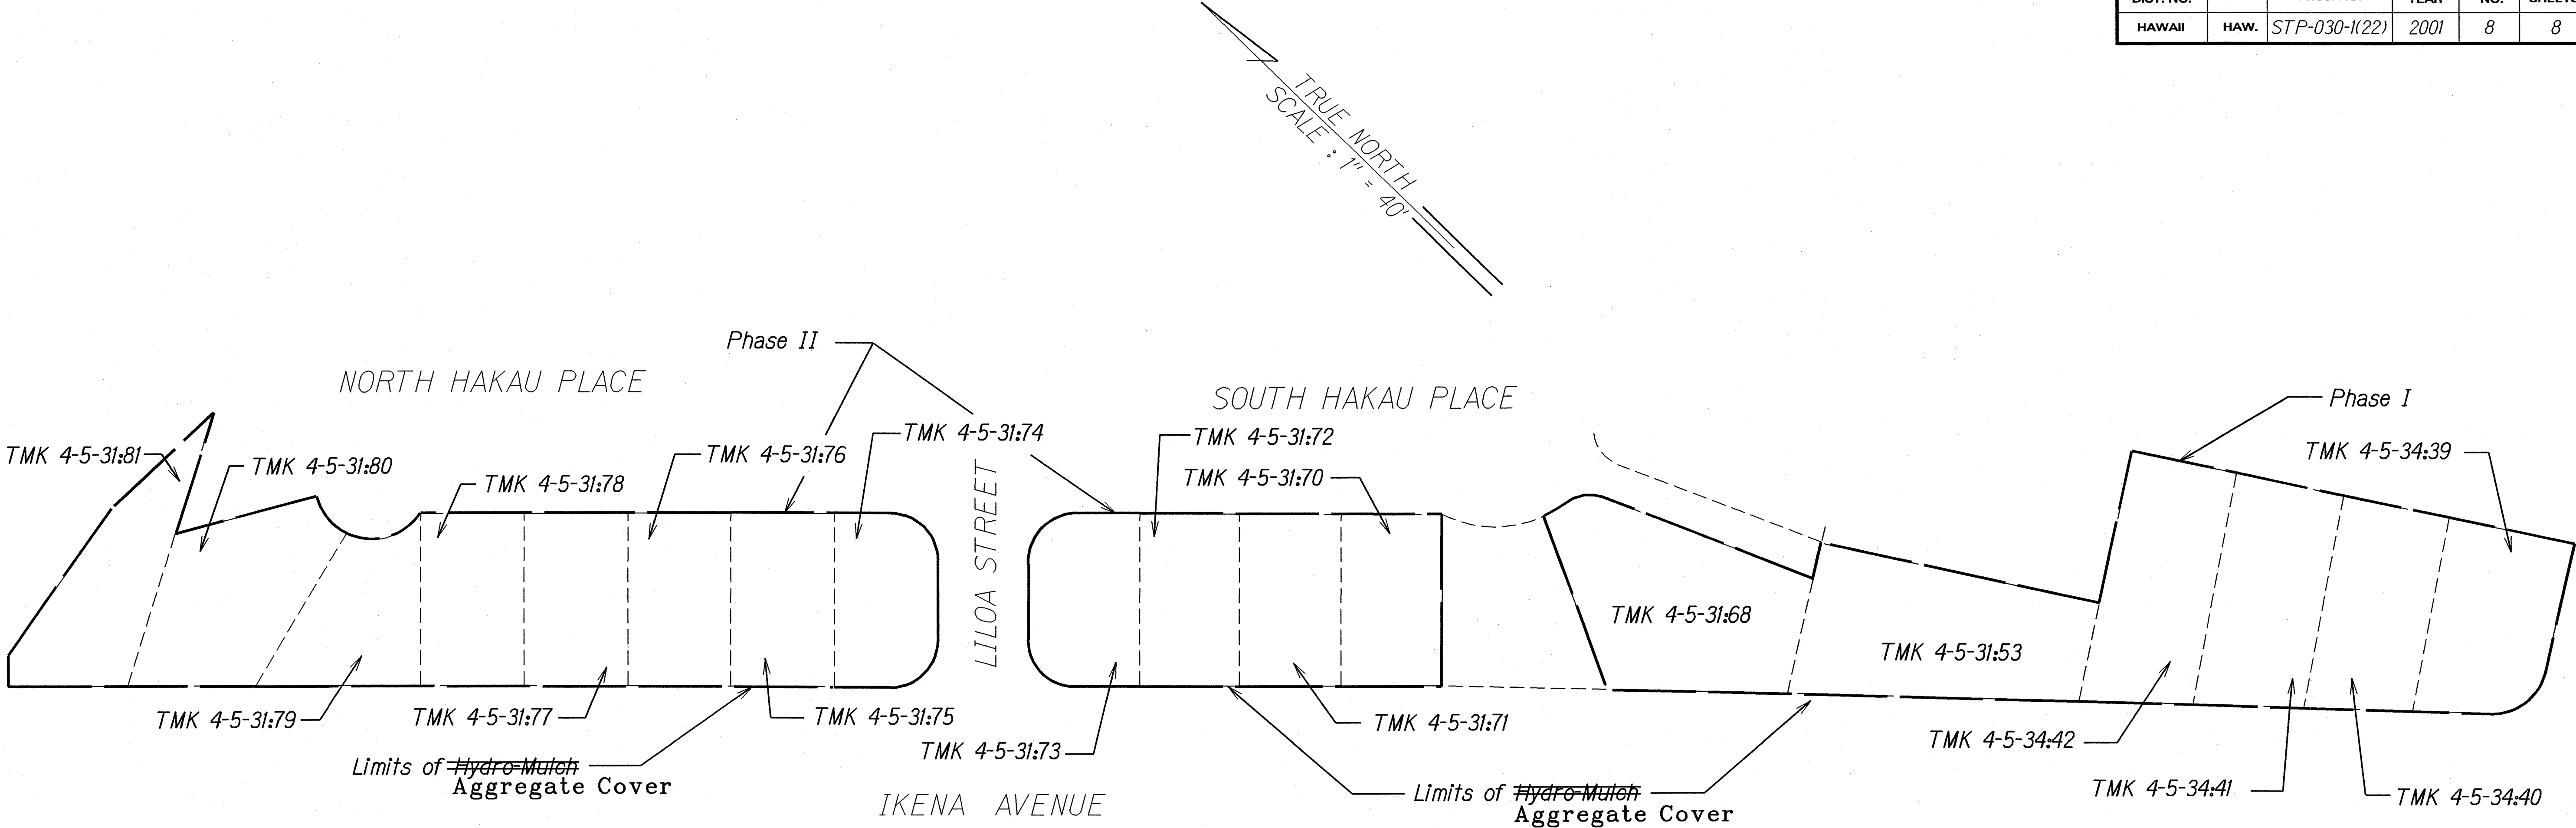 DIST. NO. YEAR NO. SHEETS
HAWAII HAW. STP-030-1(22) 2001 8 8
TRUE NORTH
SCALE : 1" = 40'
Phase II
NORTH HAKAU PLACE
SOUTH HAKAU PLACE
Phase I
TMK 4-5-31:81
TMK 4-5-31:80
TMK 4-5-31:78
TMK 4-5-31:76
TMK 4-5-31:74
TMK 4-5-31:72
TMK 4-5-31:70
TMK 4-5-34:39
LILOA STREET
TMK 4-5-31:68
TMK 4-5-31:53
TMK 4-5-31:79
TMK 4-5-31:77
TMK 4-5-31:75
TMK 4-5-31:73
TMK 4-5-31:71
TMK 4-5-34:42
TMK 4-5-34:41
TMK 4-5-34:40
Limits of Hydro-Mulch
Aggregate Cover
IKENA AVENUE
Limits of Hydro-Mulch
Aggregate Cover